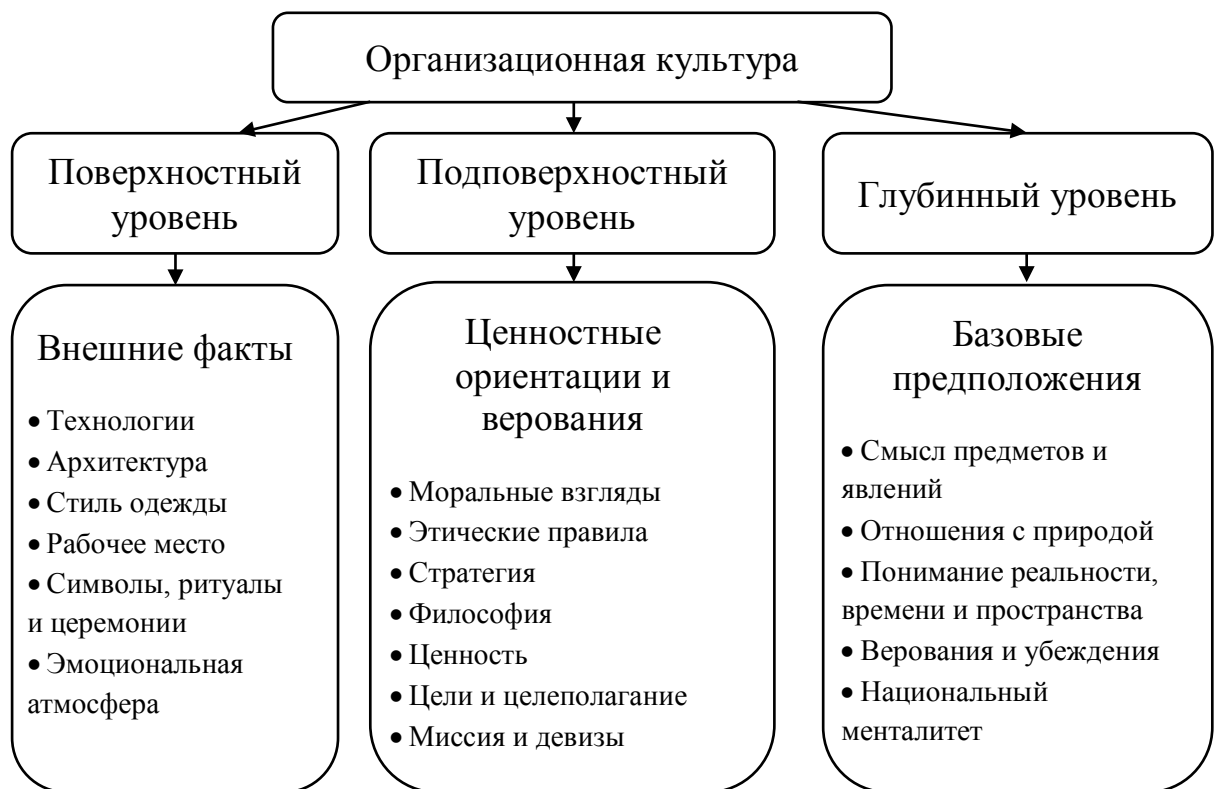 Организационная культура
Поверхностный
уровень
Подповерхностный
уровень
Глубинный уровень
Внешние факты
• Технологии
• Архитектура
• Стиль одежды
• Рабочее место
• Символы, ритуалы
и церемонии
• Эмоциональная
атмосфера
Ценностные
ориентации и
верования
• Моральные взгляды
• Этические правила
• Стратегия
• Философия
• Ценность
• Цели и целеполагание
• Миссия и девизы
Базовые
предположения
• Смысл предметов и
явлений
• Отношения с природой
• Понимание реальности,
времени и пространства
• Верования и убеждения
• Национальный
менталитет